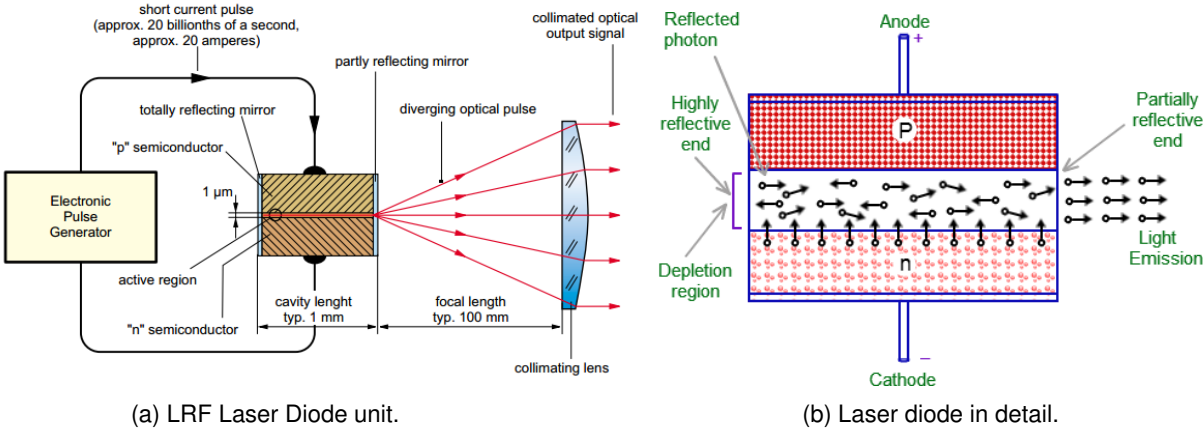 short current pulse
(approx. 20 billionths of a second,
approx. 20 amperes)
collimated optical
output signal
partly reflecting mirror
totally reflecting mirror
diverging optical pulse
"p" semiconductor
1 µm
Electronic
Pulse
Generator
active region
"n" semiconductor
cavity lenght
typ. 1 mm
focal length
typ. 100 mm
collimating lens
(a) LRF Laser Diode unit.
Reflected
photon
Anode
+
Highly
reflective
end
Partially
reflective
end
P
n
Depletion
region
Light
Emission
−
Cathode
(b) Laser diode in detail.